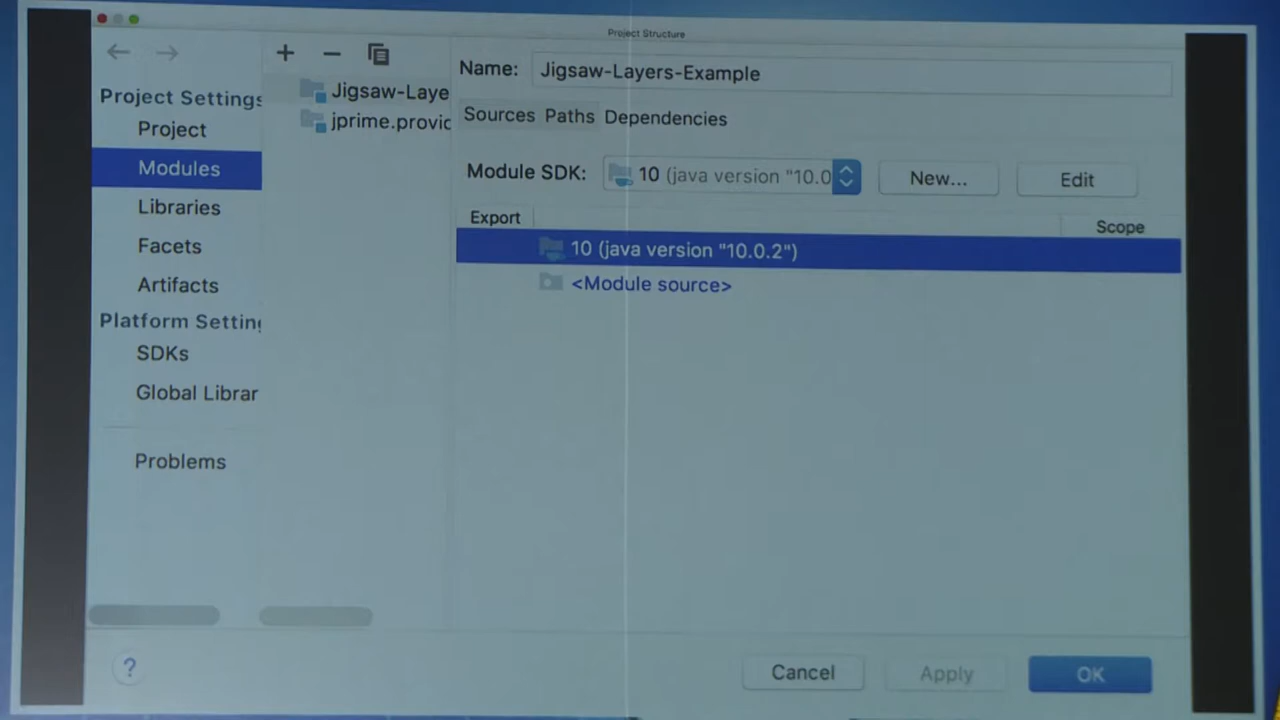 Project Structure
Project Settings
Project
Modules
Libraries
Facets
Artifacts
Platform Setting
SDKs
Global Librar
Problems
?
Jigsaw-Laye
jprime.provic
Name: Jigsaw-Layers-Example
Sources Paths Dependencies
Module SDK: 10 (java version "10.0 New... Edit
Export Scope
10 (java version "10.0.2")
<Module source>
Cancel Apply OK